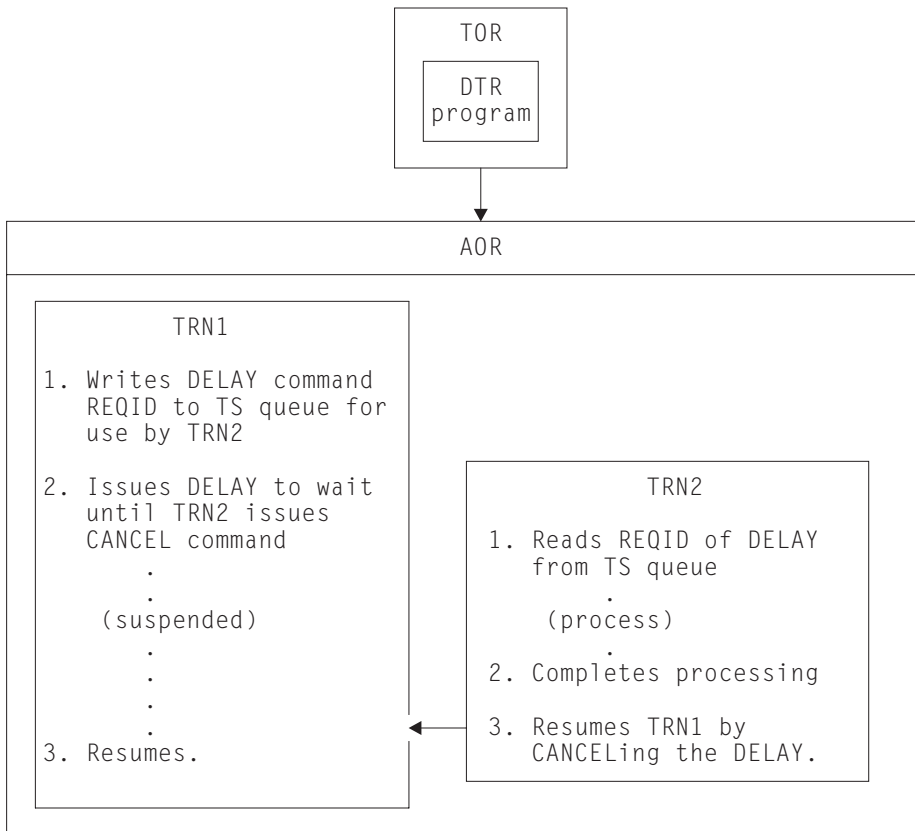 TOR
DTR
program
AOR
TRN1
1. Writes DELAY command
REQID to TS queue for
use by TRN2
2. Issues DELAY to wait
until TRN2 issues
CANCEL command
.
.
(suspended)
.
.
.
.
3. Resumes.
TRN2
1. Reads REQID of DELAY
from TS queue
.
(process)
.
2. Completes processing
3. Resumes TRN1 by
CANCELing the DELAY.